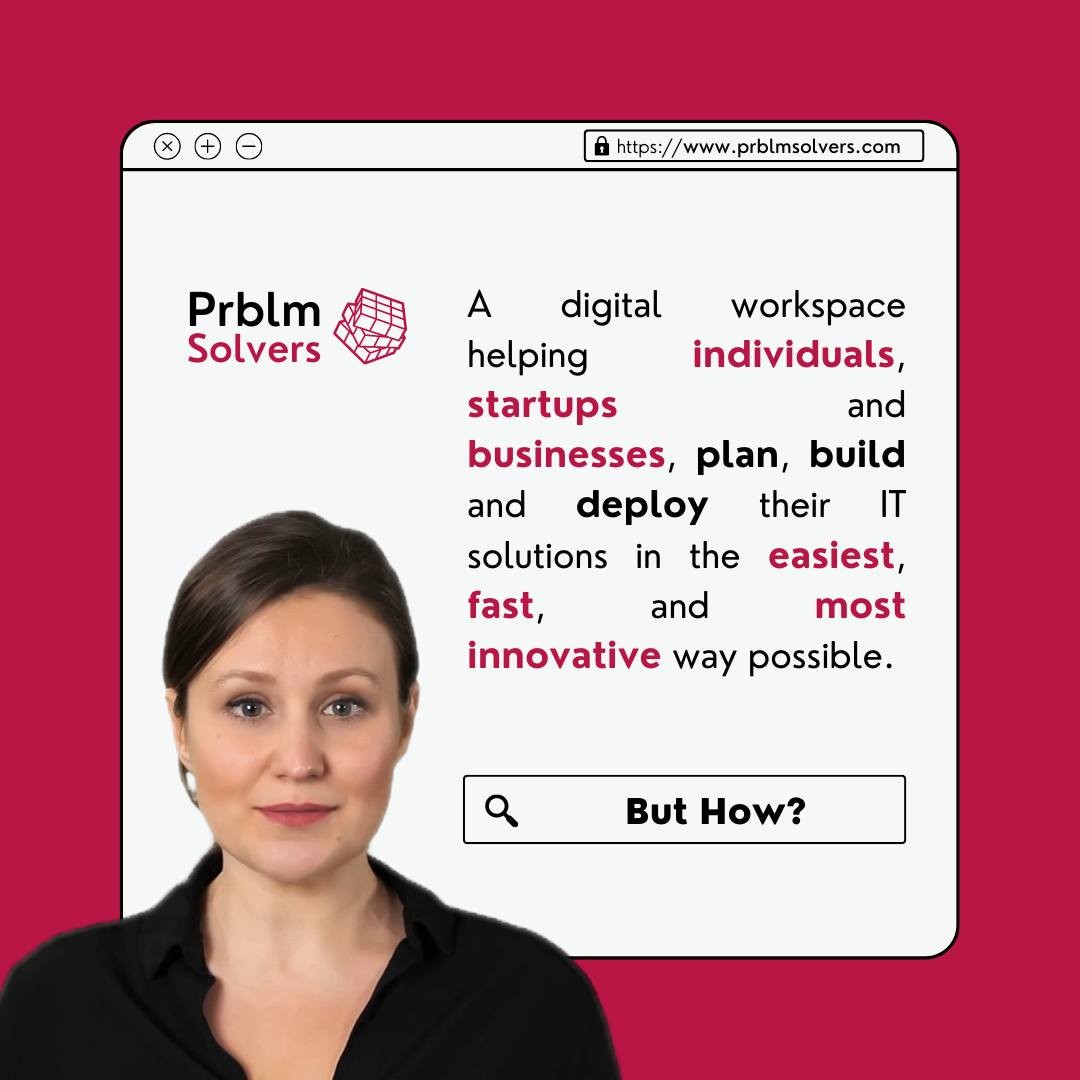 https://www.prblmsolvers.com
Prblm
Solvers
A digital workspace
helping individuals,
startups and
businesses, plan, build
and deploy their IT
solutions in the easiest,
fast, and most
innovative way possible.
But How?